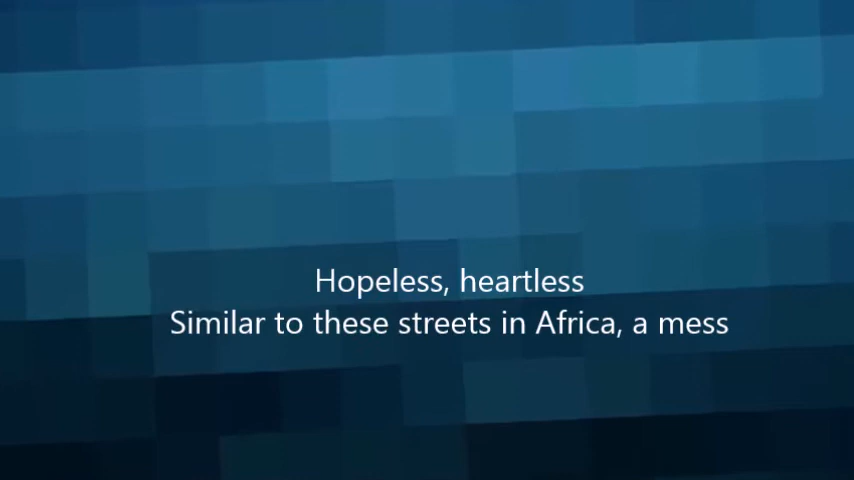 Hopeless, heartless
Similar to these streets in Africa, a mess